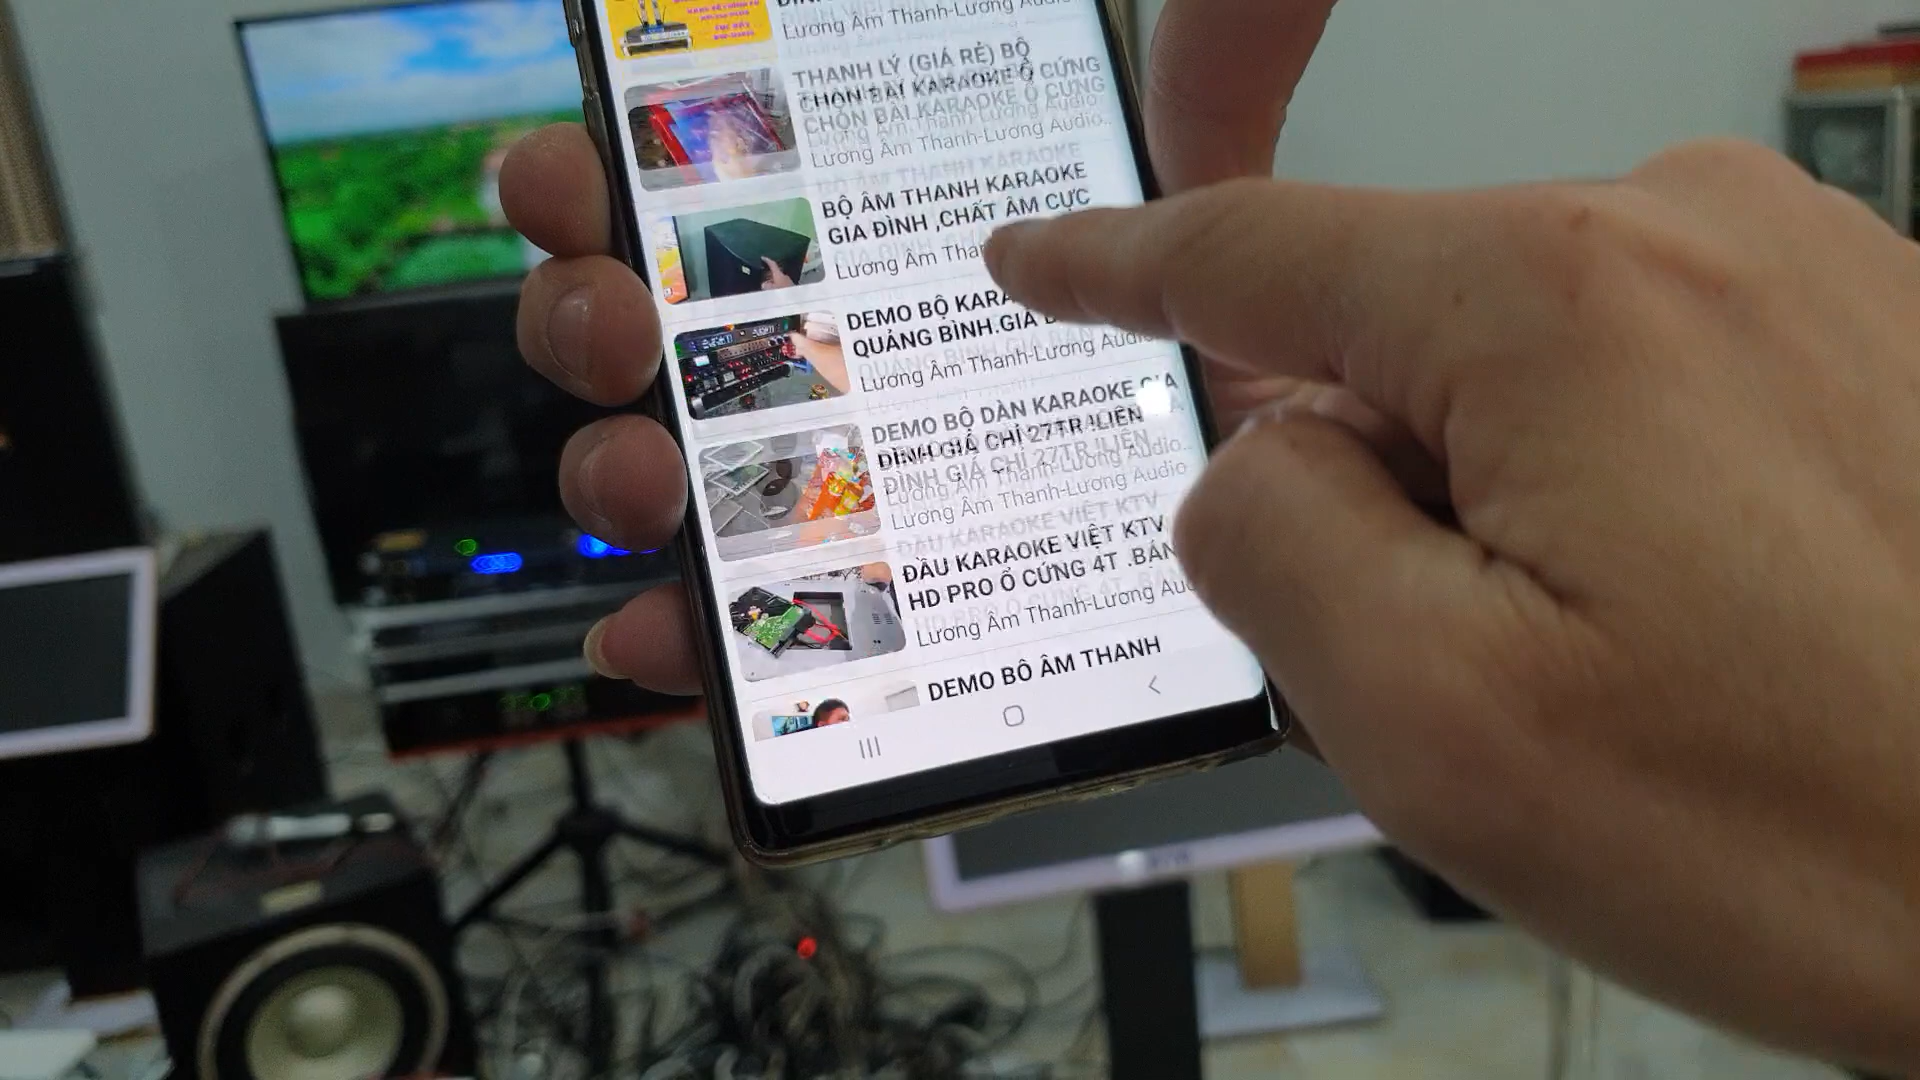 Lương Âm Thanh-Lương Audio
THANH LÝ (GIÁ RẺ) BỘ
CHỌN BÀI KARAOKE Ổ CỨNG
Lương Âm Thanh-Lương Audio..
BỘ ÂM THANH KARAOKE
GIA ĐÌNH ,CHẤT ÂM CỰC
Lương Âm
DEMO BỘ
QUẢNG BÌNH.GIÁ
Lương Âm Thanh-Lương Audio
DEMO BỘ DÀN KARAOKE GIA
ĐÌNH GIÁ CHỈ 27TR !LIÊN
Lương Âm Thanh-Lương Audio..
ĐẦU KARAOKE VIỆT KTV
HD PRO Ổ CỨNG 4T .BÁN
Lương Âm Thanh-Lương
DEMO BỘ ÂM THANH